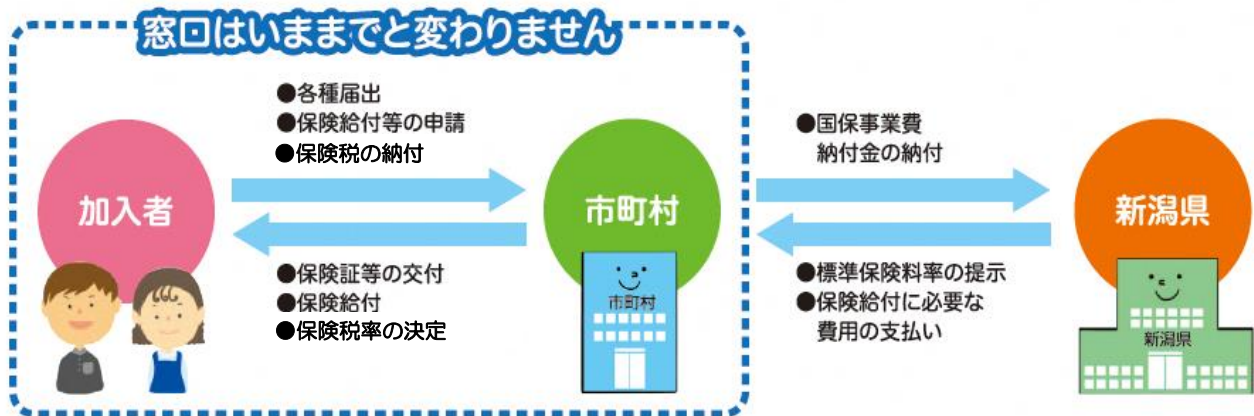 窓口はいままでと変わりません
●各種届出
●保険給付等の申請
●保険税の納付
加入者
市町村
●保険証等の交付
●保険給付
●保険税率の決定
市町村
●国保事業費
納付金の納付
新潟県
●標準保険料率の提示
●保険給付に必要な
費用の支払い
新潟県